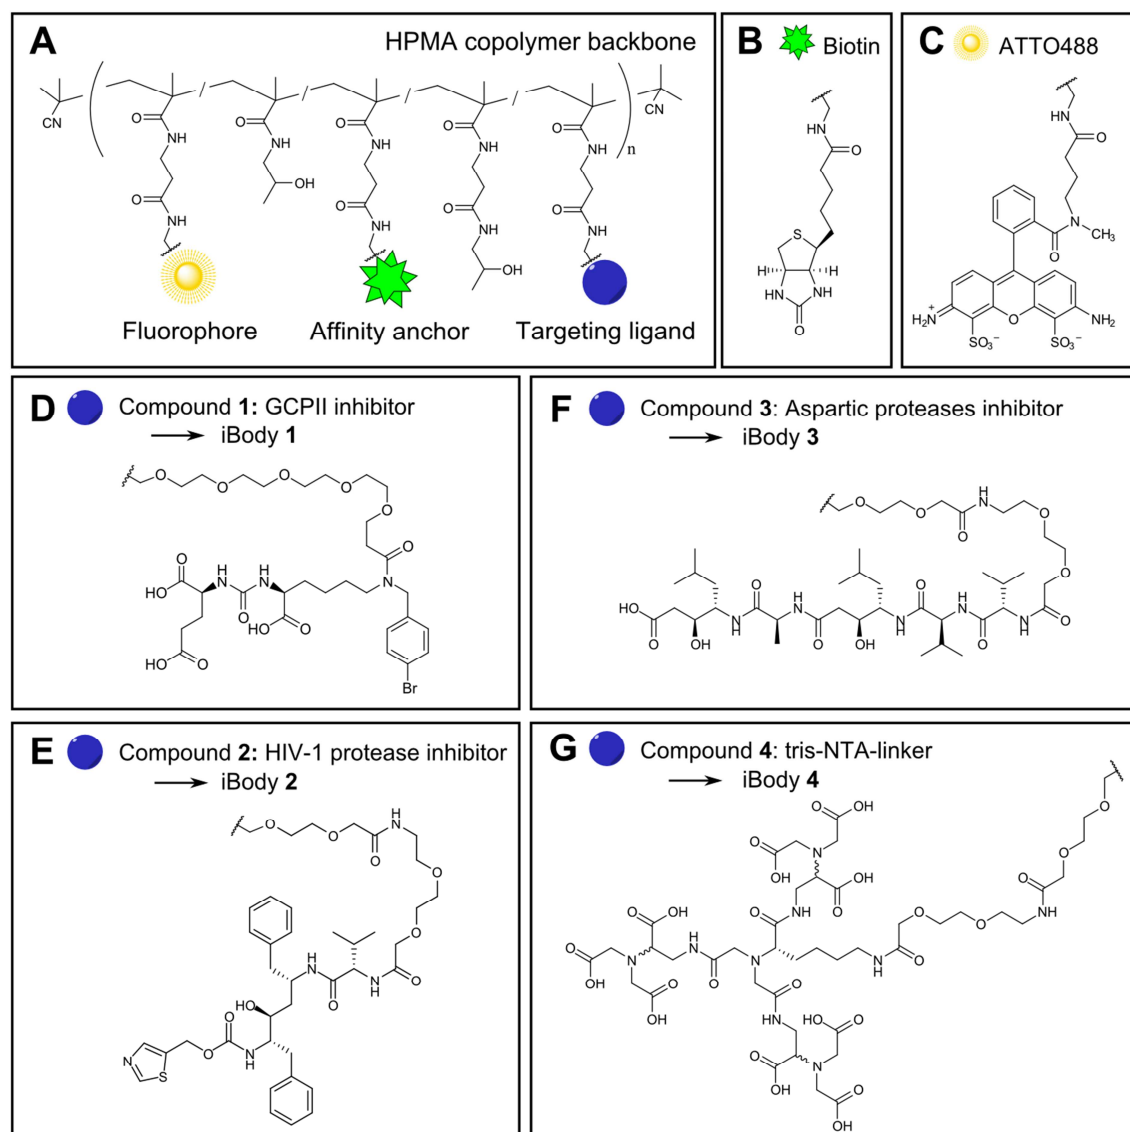 A
HPMA copolymer backbone
CN
O
NH
O
NH
O
NH
OH
O
NH
O
NH
O
NH
O
NH
OH
O
NH
O
NH
n
CN
Fluorophore
Affinity anchor
Targeting ligand
B
Biotin
HN
O
S
H
H
HN
NH
O
C
ATTO488
HN
O
N
CH3
O
H2N+
O
NH2
SO3−
SO3−
D
Compound 1: GCPII inhibitor
iBody 1
O
O
O
O
O
O
O
HO
H
N
H
N
N
O
HO
O
HO
O
Br
F
Compound 3: Aspartic proteases inhibitor
iBody 3
O
O
O
H
N
O
O
O
HO
O
OH
N
H
O
H
N
O
OH
N
H
O
H
N
O
N
H
E
Compound 2: HIV-1 protease inhibitor
iBody 2
O
O
O
H
N
O
O
O
H
N
O
N
H
HO
O
O
N
H
N
S
G
Compound 4: tris-NTA-linker
iBody 4
O
OH
O
OH
N
O
OH
O
O
O
NH
O
O
HN
O
O
OH
O
OH
N
H
N
O
N
N
H
O
O
OH
O
HN
O
HO
O
O
OH
N
O
OH